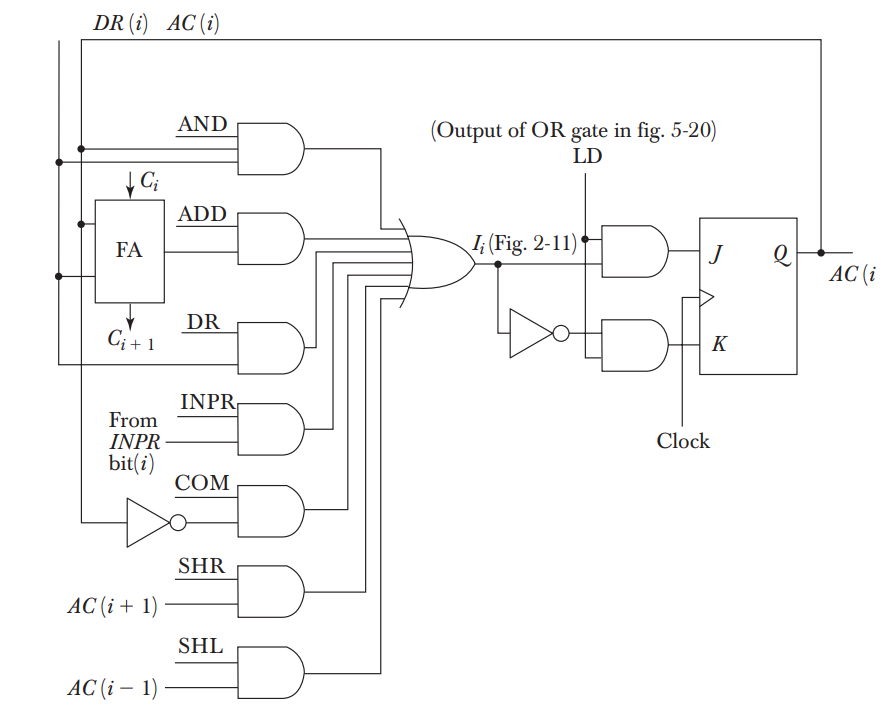 DR (i) AC (i)
AND
(Output of OR gate in fig. 5-20)
LD
C_i
ADD
FA
I_i (Fig. 2-11)
J
Q
AC (i
DR
C_{i + 1}
K
INPR
From
INPR
bit(i)
Clock
COM
SHR
AC (i + 1)
SHL
AC (i − 1)